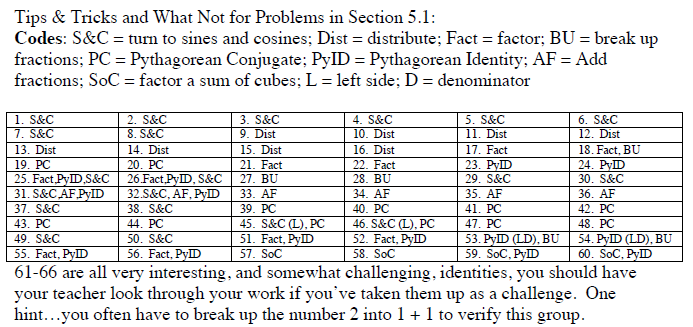 Tips & Tricks and What Not for Problems in Section 5.1:
Codes: S&C = turn to sines and cosines; Dist = distribute; Fact = factor; BU = break up
fractions; PC = Pythagorean Conjugate; PyID = Pythagorean Identity; AF = Add
fractions; SoC = factor a sum of cubes; L = left side; D = denominator
1. S&C 2. S&C 3. S&C 4. S&C 5. S&C 6. S&C
7. S&C 8. S&C 9. Dist 10. Dist 11. Dist 12. Dist
13. Dist 14. Dist 15. Dist 16. Dist 17. Fact 18. Fact, BU
19. PC 20. PC 21. Fact 22. Fact 23. PyID 24. PyID
25. Fact,PyID,S&C 26.Fact,PyID, S&C 27. BU 28. BU 29. S&C 30. S&C
31. S&C,AF,PyID 32.S&C, AF, PyID 33. AF 34. AF 35. AF 36. AF
37. S&C 38. S&C 39. PC 40. PC 41. PC 42. PC
43. PC 44. PC 45. S&C (L), PC 46. S&C (L), PC 47. PC 48. PC
49. S&C 50. S&C 51. Fact, PyID 52. Fact, PyID 53. PyID (LD), BU 54. PyID (LD), BU
55. Fact, PyID 56. Fact, PyID 57. SoC 58. SoC 59. SoC, PyID 60. SoC, PyID
61-66 are all very interesting, and somewhat challenging, identities, you should have
your teacher look through your work if you've taken them up as a challenge. One
hint…you often have to break up the number 2 into 1 + 1 to verify this group.